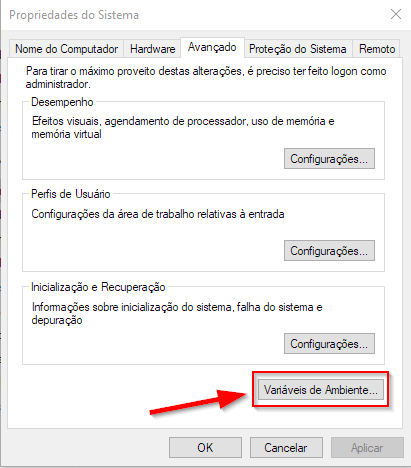 Propriedades do Sistema
Nome do Computador Hardware Avançado Proteção do Sistema Remoto
Para tirar o máximo proveito destas alterações, é preciso ter feito logon como
administrador.
Desempenho
Efeitos visuais, agendamento de processador, uso de memória e
memória virtual
Configurações...
Perfis de Usuário
Configurações da área de trabalho relativas à entrada
Configurações...
Inicialização e Recuperação
Informações sobre inicialização do sistema, falha do sistema e
depuração
Configurações...
Variáveis de Ambiente...
OK Cancelar Aplicar